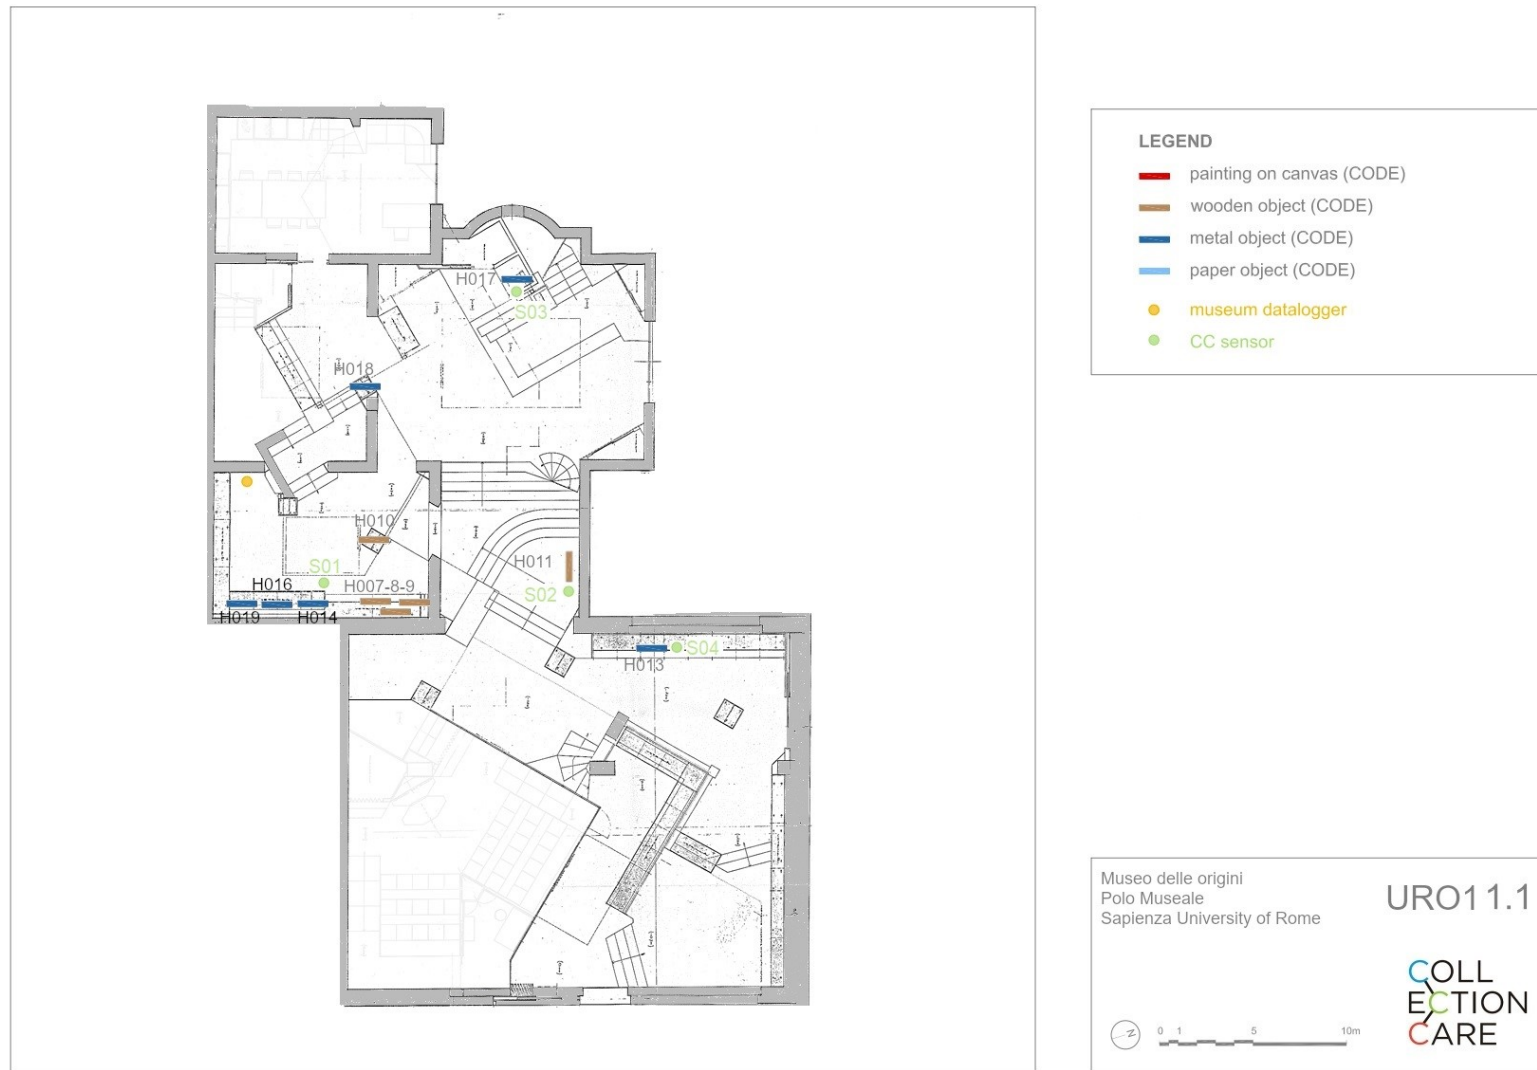 H017
S03
H018
H010
S01
H016
H007-8-9
H019
H014
H011
S02
S04
H013
LEGEND
painting on canvas (CODE)
wooden object (CODE)
metal object (CODE)
paper object (CODE)
museum datalogger
CC sensor
Museo delle origini
Polo Museale
Sapienza University of Rome
URO1 1.1
N
0 1 5 10m
COLL
ECTION
CARE